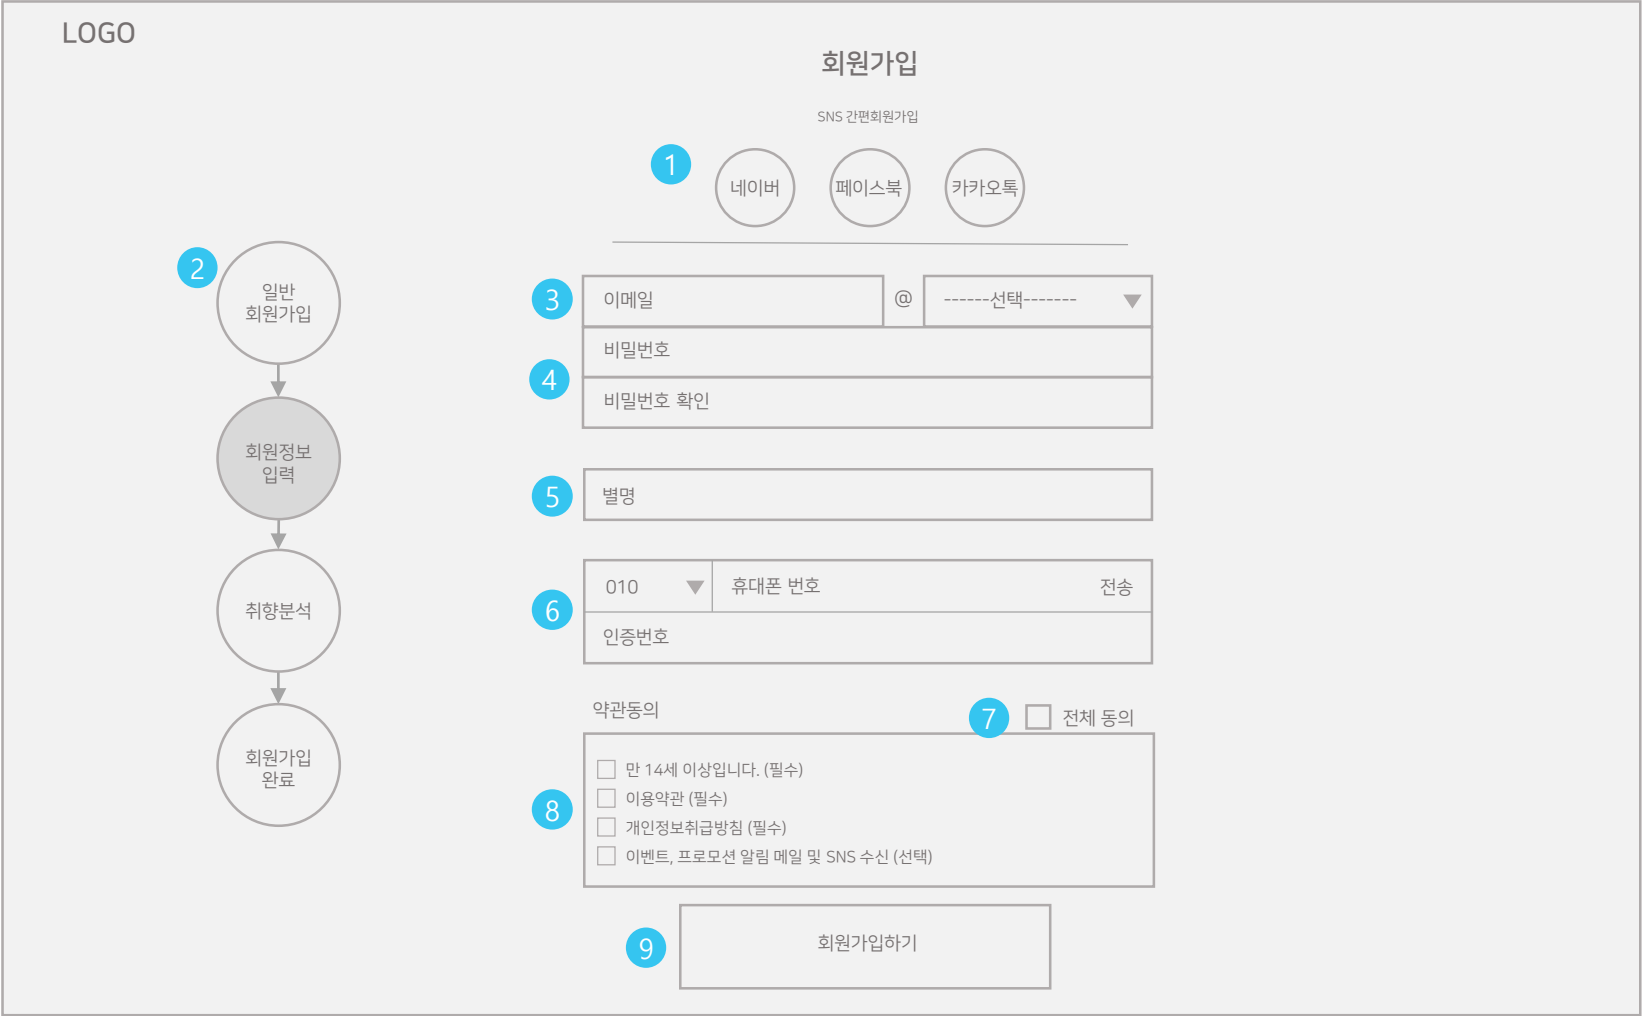 LOGO
회원가입
SNS 간편회원가입
1
네이버
페이스북
카카오톡
2
일반
회원가입
회원정보
입력
취향분석
회원가입
완료
3
이메일 @ ------선택-------
4
비밀번호
비밀번호 확인
5
별명
6
010 휴대폰 번호 전송
인증번호
약관동의
7
전체 동의
8
만 14세 이상입니다. (필수)
이용약관 (필수)
개인정보취급방침 (필수)
이벤트, 프로모션 알림 메일 및 SNS 수신 (선택)
9
회원가입하기